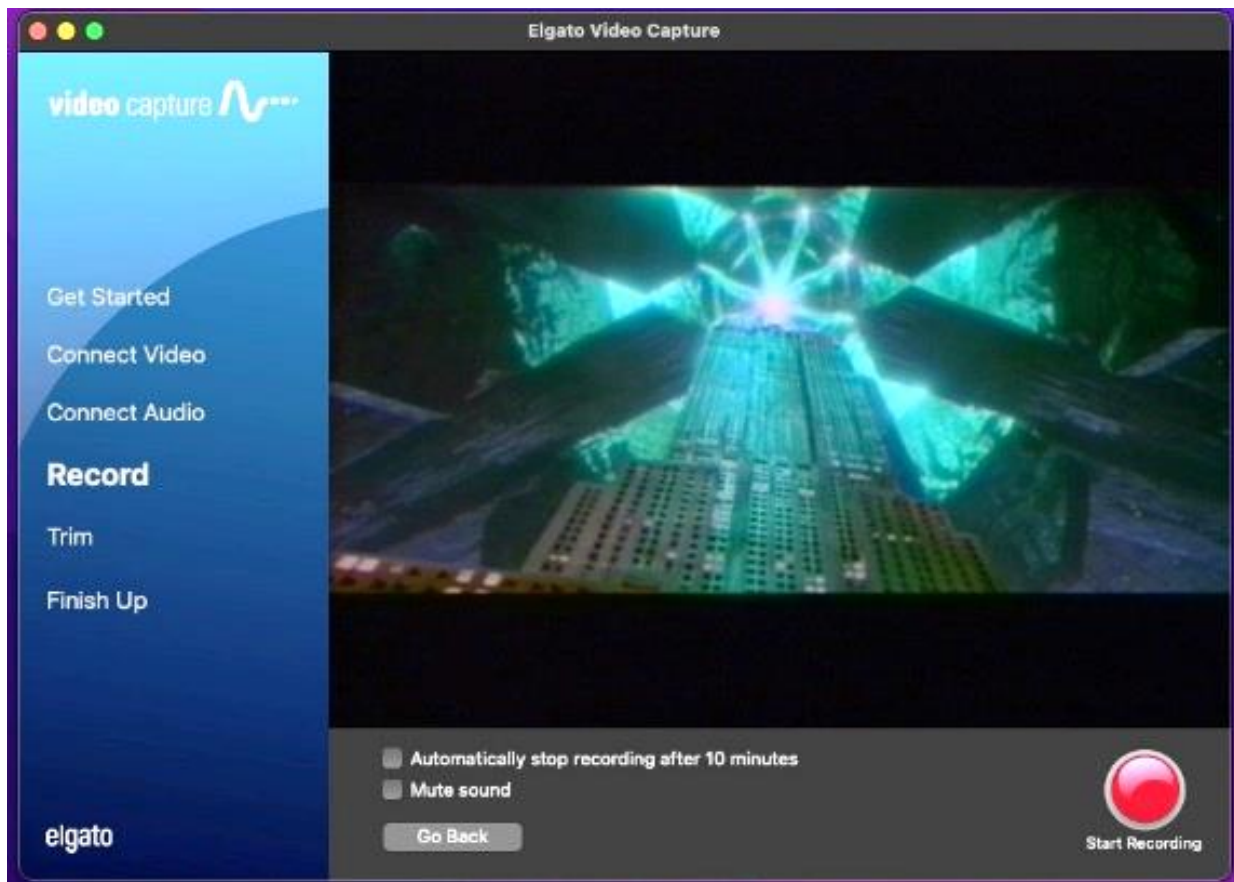 Elgato Video Capture
video capture
Get Started
Connect Video
Connect Audio
Record
Trim
Finish Up
elgato
Automatically stop recording after 10 minutes
Mute sound
Go Back
Start Recording